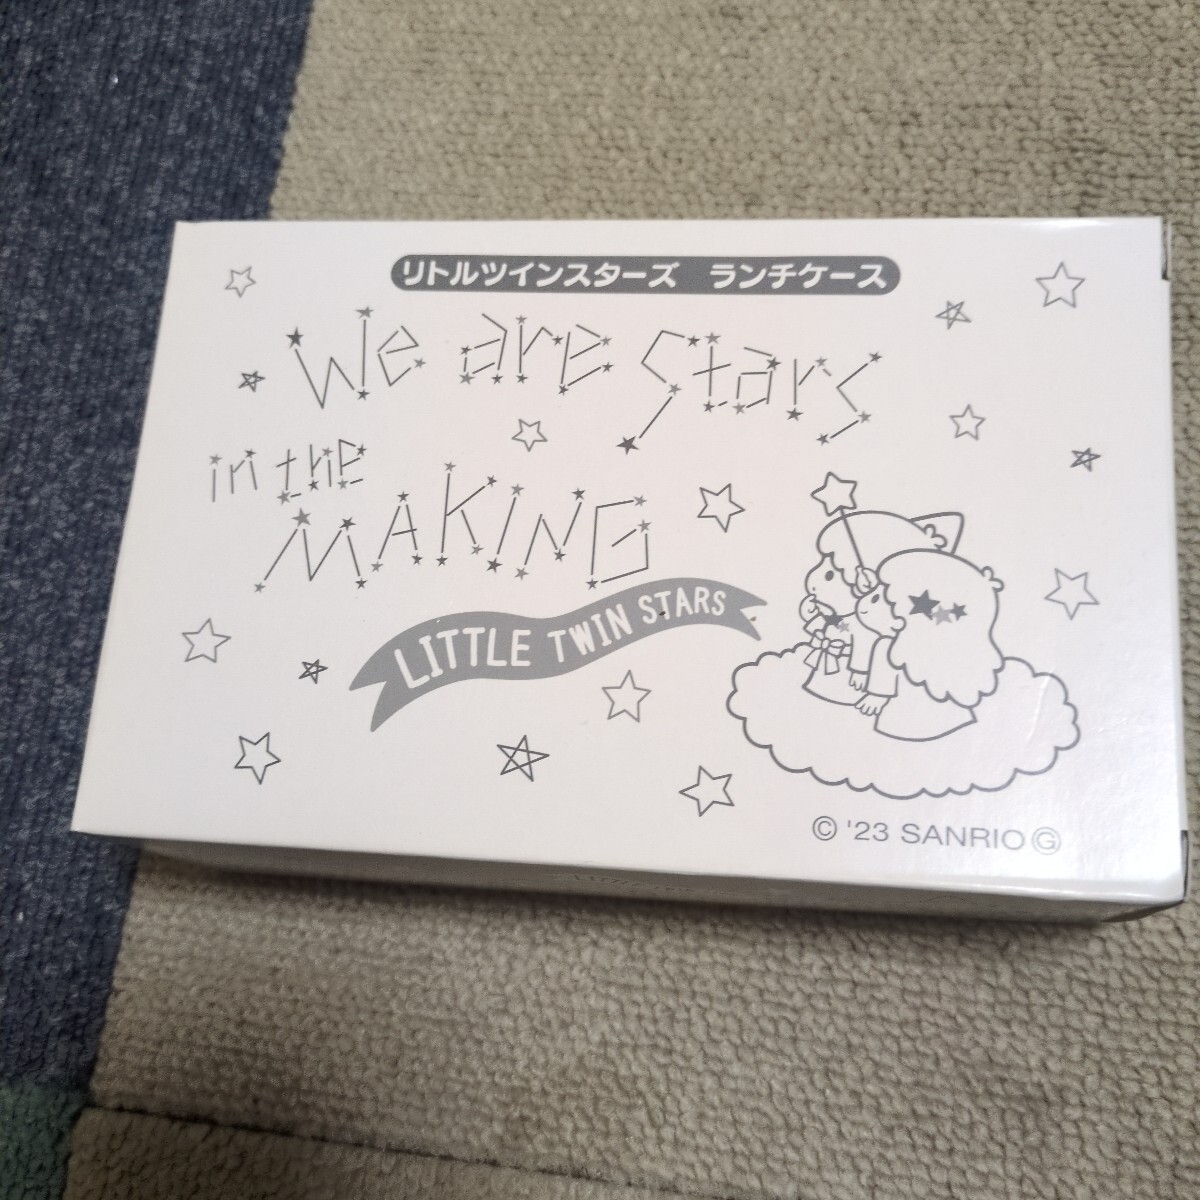 リトルツインスターズ ランチケース
We are stars
in the
MAKING
LITTLE TWIN STARS
© '23 SANRIO Ⓖ